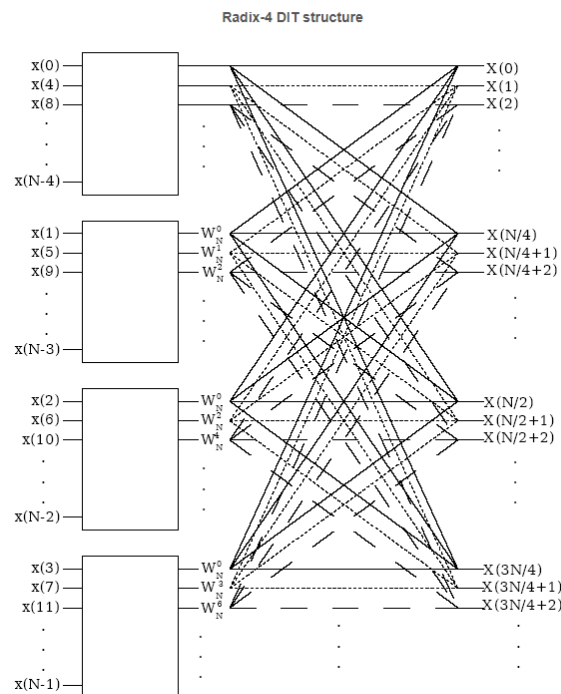 Radix-4 DIT structure
x(0) X(0)
x(4) X(1)
x(8) X(2)
x(N-4)
x(1) W_N^0 X(N/4)
x(5) W_N^1 X(N/4+1)
x(9) W_N^2 X(N/4+2)
x(N-3)
x(2) W_N^0 X(N/2)
x(6) W_N^2 X(N/2+1)
x(10) W_N^4 X(N/2+2)
x(N-2)
x(3) W_N^0 X(3N/4)
x(7) W_N^3 X(3N/4+1)
x(11) W_N^6 X(3N/4+2)
x(N-1)